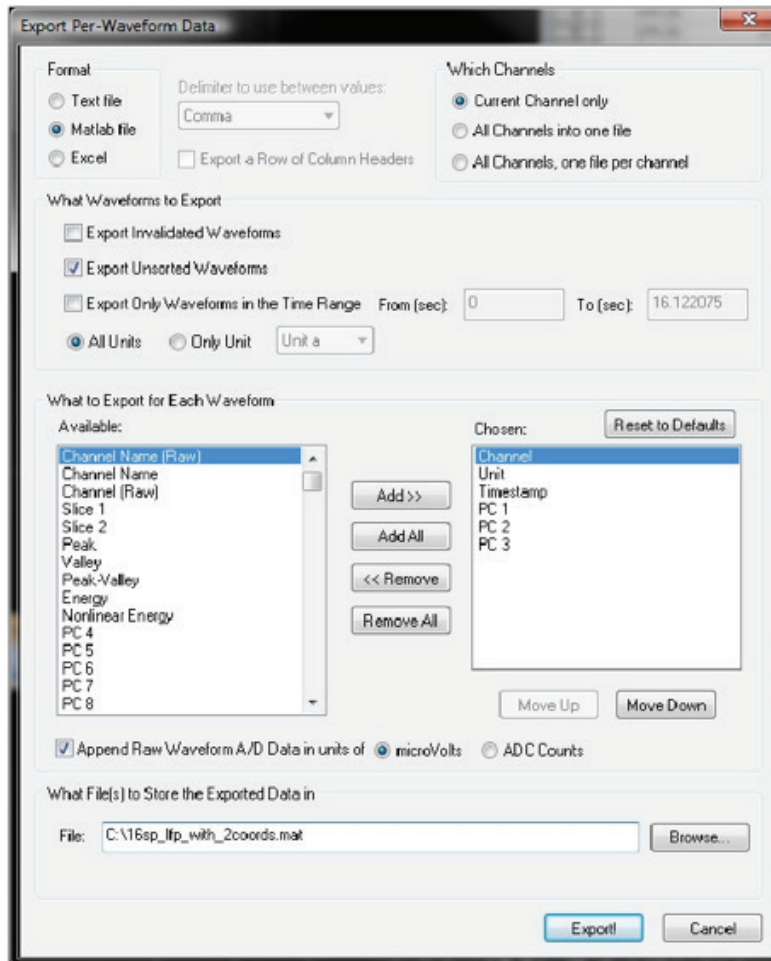 Export Per-Waveform Data
Format
Text file
Matlab file
Excel
Delimiter to use between values:
Comma
Export a Row of Column Headers
Which Channels
Current Channel only
All Channels into one file
All Channels, one file per channel
What Waveforms to Export
Export Invalidated Waveforms
Export Unsorted Waveforms
Export Only Waveforms in the Time Range From (sec): 0 To (sec): 16.122075
All Units Only Unit Unit a
What to Export for Each Waveform
Available:
Channel Name (Raw)
Channel Name
Channel (Raw)
Slice 1
Slice 2
Peak
Valley
Peak-Valley
Energy
Nonlinear Energy
PC 4
PC 5
PC 6
PC 7
PC 8
Add >>
Add All
<< Remove
Remove All
Chosen:
Reset to Defaults
Channel
Unit
Timestamp
PC 1
PC 2
PC 3
Move Up Move Down
Append Raw Waveform A/D Data in units of microVolts ADC Counts
What File(s) to Store the Exported Data in
File: C:\16sp_lfp_with_2coords.mat Browse...
Export! Cancel